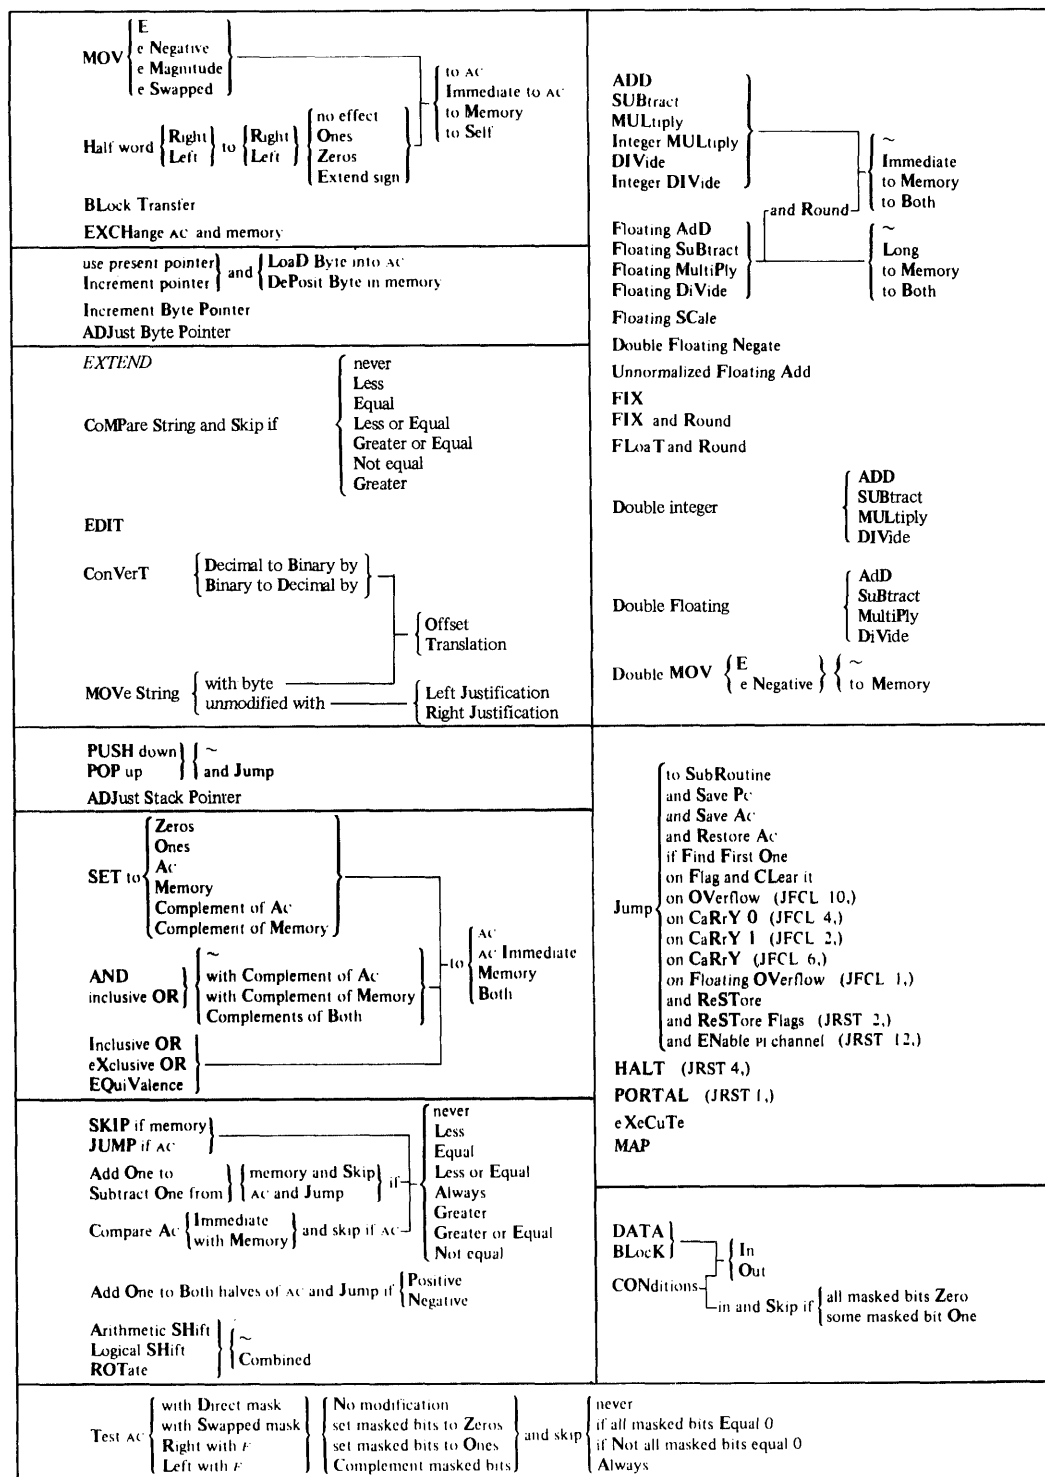 MOV
E
e Negative
e Magnitude
e Swapped
to AC
Immediate to AC
to Memory
to Self
Half word
Right
Left
to
Right
Left
no effect
Ones
Zeros
Extend sign
BLock Transfer
EXCHange AC and memory
use present pointer
Increment pointer
and
LoaD Byte into AC
DePosit Byte in memory
Increment Byte Pointer
ADJust Byte Pointer
EXTEND
CoMPare String and Skip if
never
Less
Equal
Less or Equal
Greater or Equal
Not equal
Greater
EDIT
ConVerT
Decimal to Binary by
Binary to Decimal by
Offset
Translation
MOVe String
with byte
unmodified with
Left Justification
Right Justification
PUSH down
POP up
~
and Jump
ADJust Stack Pointer
SET to
Zeros
Ones
Ac
Memory
Complement of Ac
Complement of Memory
AND
inclusive OR
~
with Complement of Ac
with Complement of Memory
Complements of Both
Inclusive OR
eXclusive OR
EQuiValence
to
AC
AC Immediate
Memory
Both
SKIP if memory
JUMP if AC
Add One to
Subtract One from
memory and Skip
AC and Jump
if
Compare Ac
Immediate
with Memory
and skip if AC
never
Less
Equal
Less or Equal
Always
Greater
Greater or Equal
Not equal
Add One to Both halves of AC and Jump if
Positive
Negative
Arithmetic SHift
Logical SHift
ROTate
~
Combined
ADD
SUBtract
MULtiply
Integer MULtiply
DIVide
Integer DIVide
~
Immediate
to Memory
to Both
and Round
Floating AdD
Floating SuBtract
Floating MultiPly
Floating DiVide
~
Long
to Memory
to Both
Floating SCale
Double Floating Negate
Unnormalized Floating Add
FIX
FIX and Round
FLoaT and Round
Double integer
ADD
SUBtract
MULtiply
DIVide
Double Floating
AdD
SuBtract
MultiPly
DiVide
Double MOV
E
e Negative
~
to Memory
Jump
to SubRoutine
and Save Pc
and Save Ac
and Restore Ac
if Find First One
on Flag and CLear it
on OVerflow (JFCL 10,)
on CaRrY 0 (JFCL 4,)
on CaRrY 1 (JFCL 2,)
on CaRrY (JFCL 6,)
on Floating OVerflow (JFCL 1,)
and ReSTore
and ReSTore Flags (JRST 2,)
and ENable PI channel (JRST 12,)
HALT (JRST 4,)
PORTAL (JRST 1,)
eXeCuTe
MAP
DATA
BLocK
In
Out
CONditions
in and Skip if
all masked bits Zero
some masked bit One
Test AC
with Direct mask
with Swapped mask
Right with E
Left with E
No modification
set masked bits to Zeros
set masked bits to Ones
Complement masked bits
and skip
never
if all masked bits Equal 0
if Not all masked bits equal 0
Always